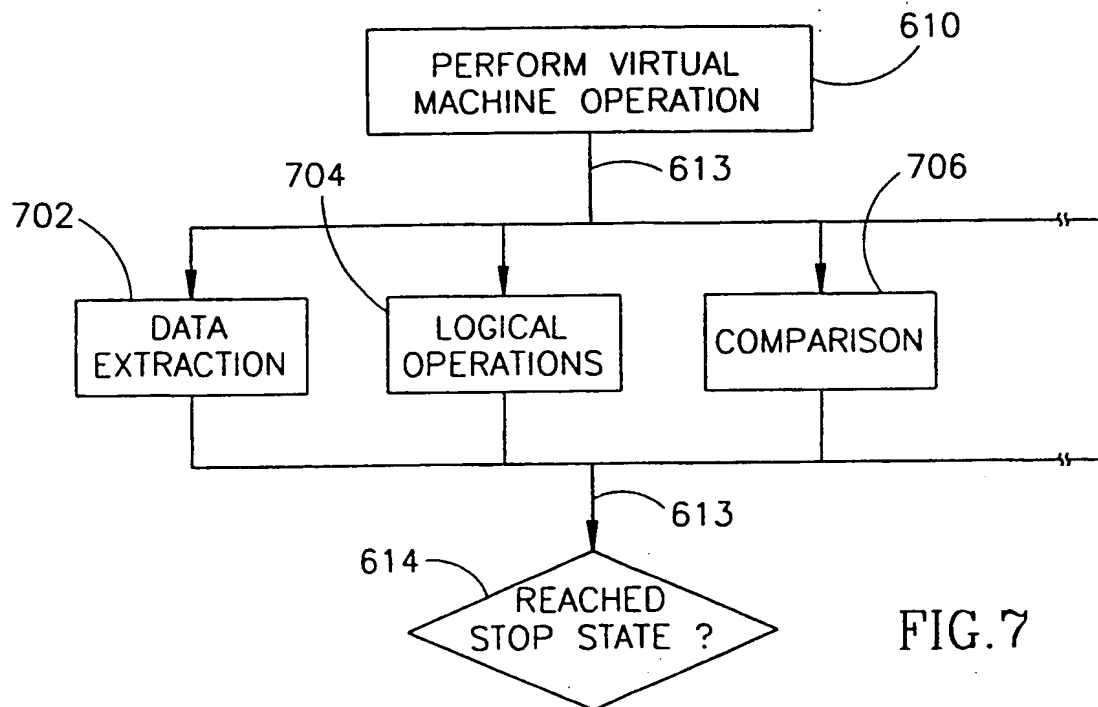 610
PERFORM VIRTUAL
MACHINE OPERATION
613
704
706
702
DATA
EXTRACTION
LOGICAL
OPERATIONS
COMPARISON
613
614
REACHED
STOP STATE ?
FIG.7